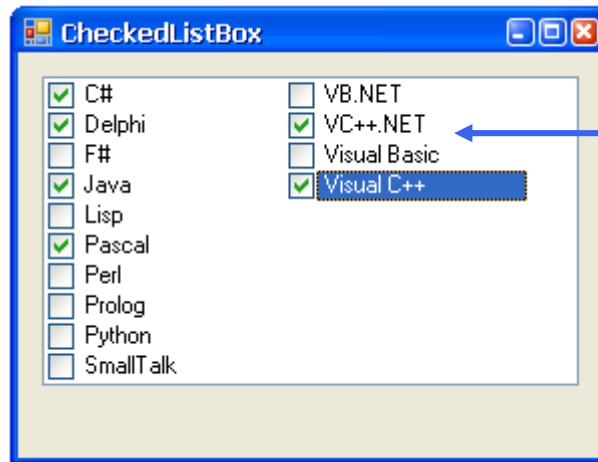 CheckedListBox
C#
Delphi
F#
Java
Lisp
Pascal
Perl
Prolog
Python
SmallTalk
VB.NET
VC++.NET
Visual Basic
Visual C++